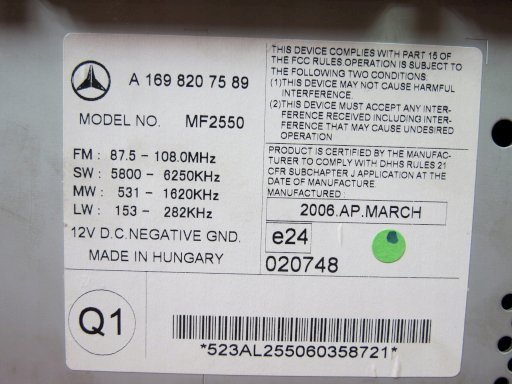 A 169 820 75 89
MODEL NO. MF2550
FM : 87.5 - 108.0MHz
SW : 5800 - 6250KHz
MW : 531 - 1620KHz
LW : 153 - 282KHz
12V D.C.NEGATIVE GND.
MADE IN HUNGARY
THIS DEVICE COMPLIES WITH PART 15 OF
THE FCC RULES OPERATION IS SUBJECT TO
THE FOLLOWING TWO CONDITIONS:
(1)THIS DEVICE MAY NOT CAUSE HARMFUL
INTERFERENCE.
(2)THIS DEVICE MUST ACCEPT ANY INTER-
FERENCE RECEIVED INCLUDING INTER-
FERENCE THAT MAY CAUSE UNDESIRED
OPERATION
PRODUCT IS CERTIFIED BY THE MANUFAC-
TURER TO COMPLY WITH DHHS RULES 21
CFR SUBCHAPTER J APPLICATION AT THE
DATE OF MANUFACTURE.
MANUFACTURED :
2006.AP.MARCH
e24
020748
Q1
*523AL255060358721*